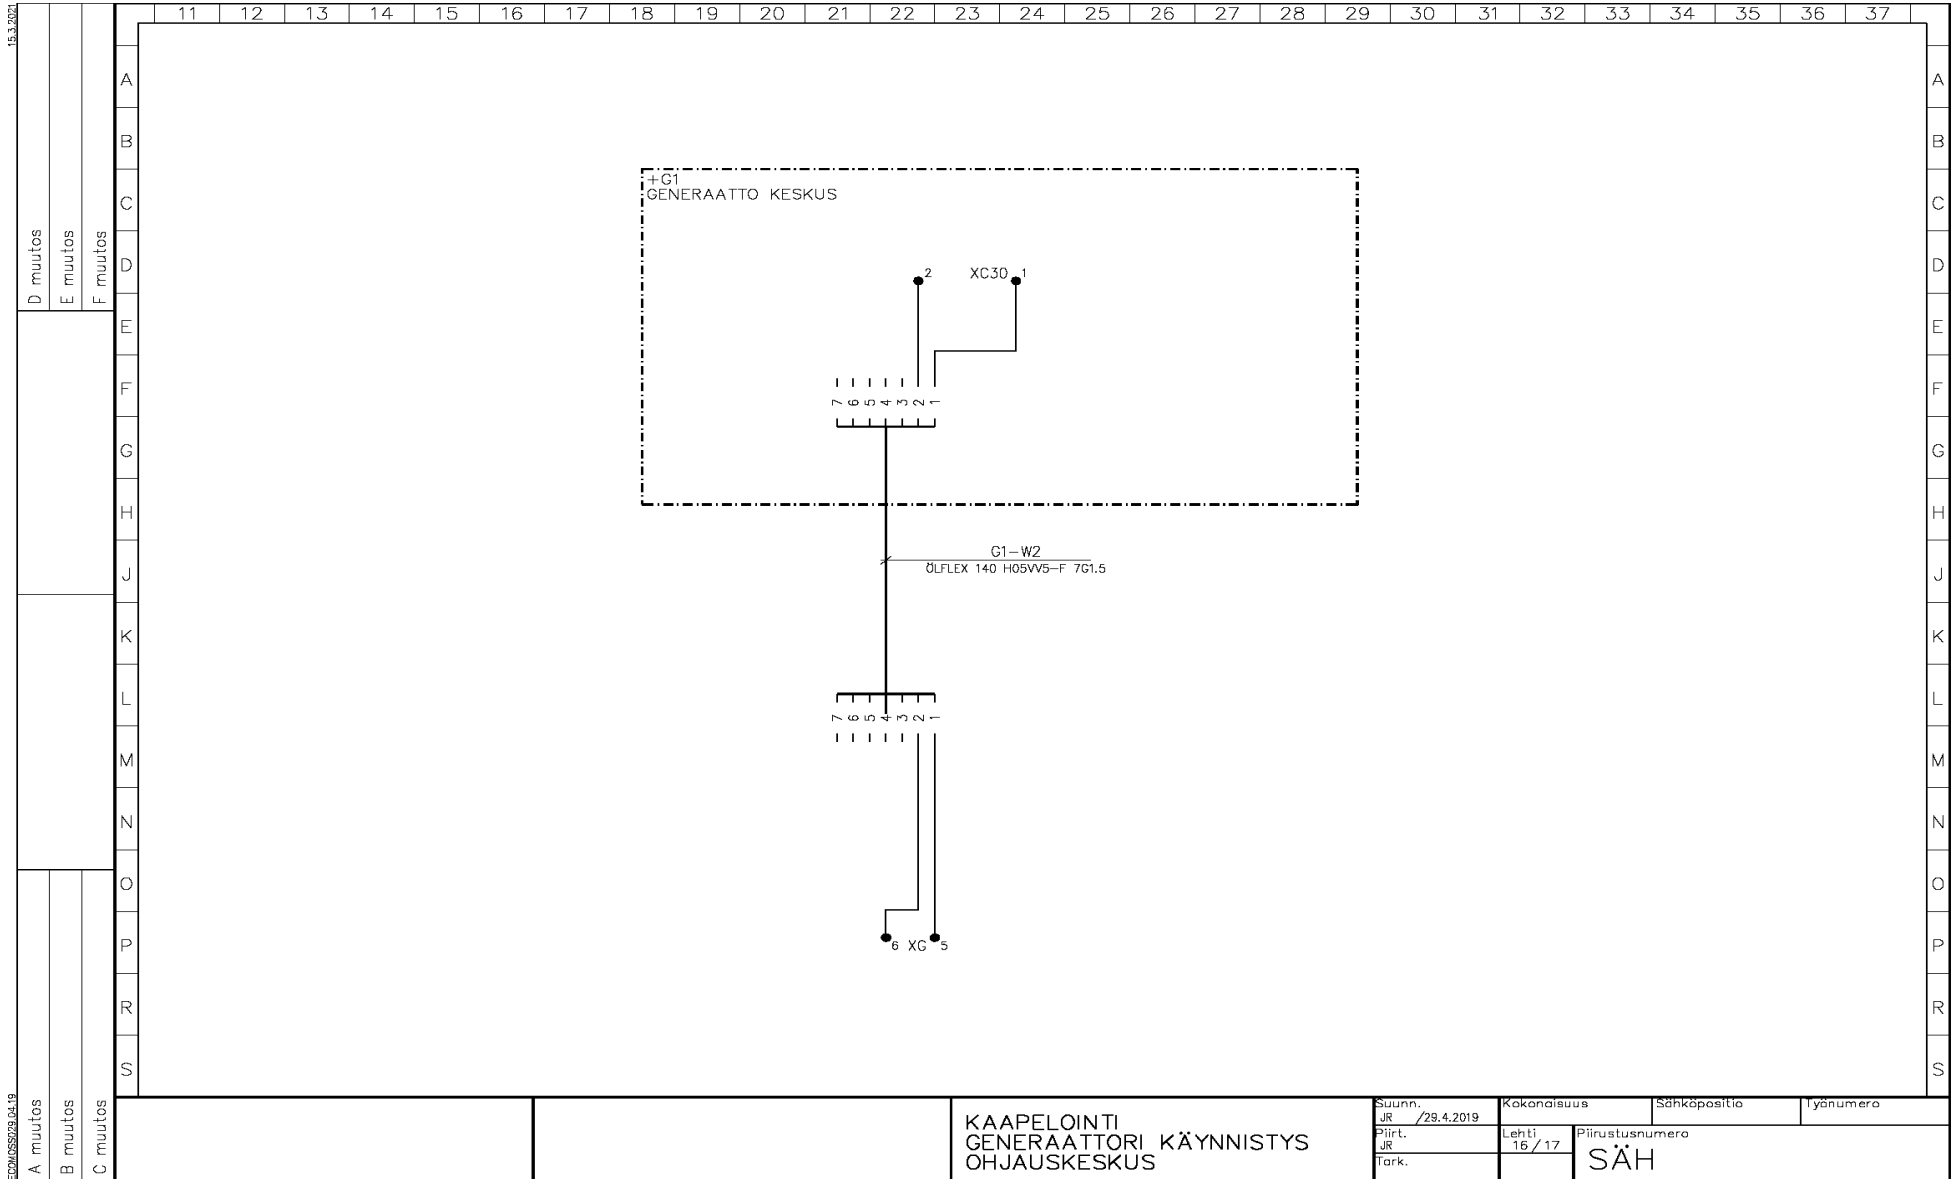 15.3.2021
11 12 13 14 15 16 17 18 19 20 21 22 23 24 25 26 27 28 29 30 31 32 33 34 35 36 37
D muutos
E muutos
F muutos
A muutos
B muutos
C muutos
A A
B B
C C
D D
E E
F F
G G
H H
J J
K K
L L
M M
N N
O O
P P
R R
S S
+G1
GENERAATTO KESKUS
2 XC30 1
7 6 5 4 3 2 1
G1-W2
ÖLFLEX 140 H05VV5-F 7G1.5
7 6 5 4 3 2 1
6 XG 5
KAAPELOINTI
GENERAATTORI KÄYNNISTYS
OHJAUSKESKUS
Suunn.
JR /29.4.2019
Piirt.
JR
Tark.
Kokonaisuus
Sähköpositio
Työnumero
Lehti
16/17
Piirustusnumero
SÄH